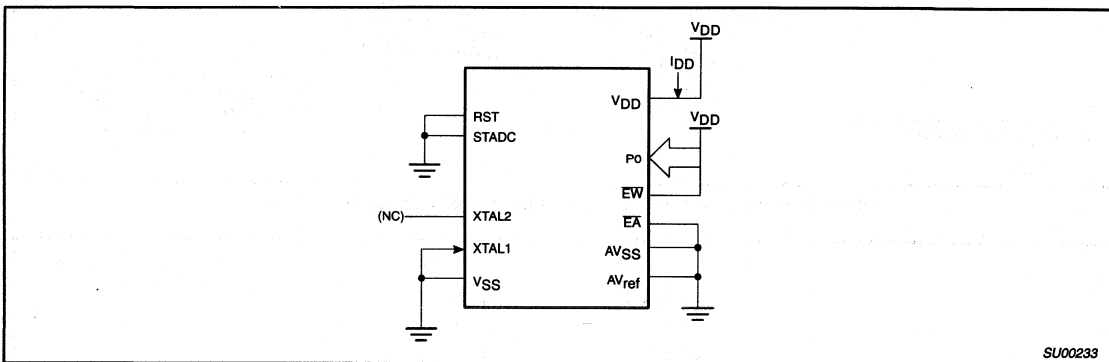 VDD
IDD
VDD
RST
STADC
VDD
P0
EW
(NC)
XTAL2
EA
XTAL1
AVSS
VSS
AVref
SU00233